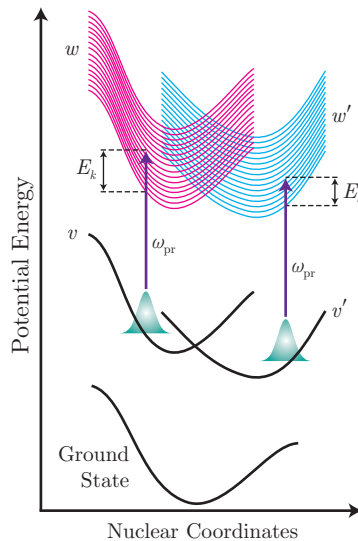 w
w′
E_k
E
v
ω_pr
ω_pr
v′
Ground
State
Potential Energy
Nuclear Coordinates